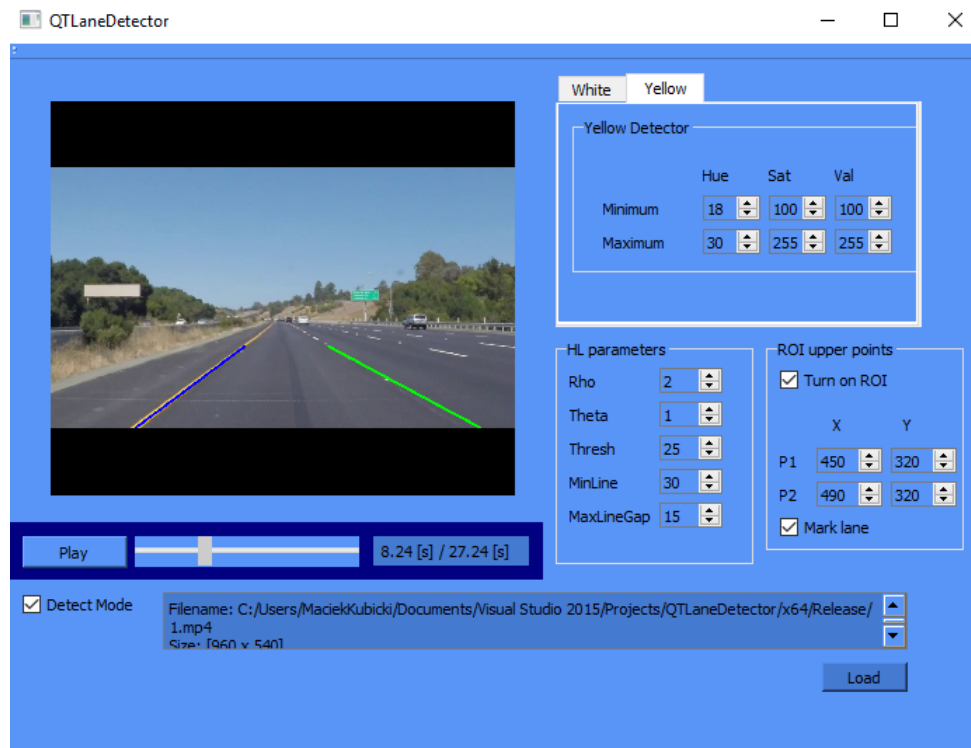 QTLaneDetector
White Yellow
Yellow Detector
Hue Sat Val
Minimum 18 100 100
Maximum 30 255 255
HL parameters
Rho 2
Theta 1
Thresh 25
MinLine 30
MaxLineGap 15
ROI upper points
Turn on ROI
X Y
P1 450 320
P2 490 320
Mark lane
Play 8.24 [s] / 27.24 [s]
Detect Mode
Filename: C:/Users/MaciekKubicki/Documents/Visual Studio 2015/Projects/QTLaneDetector/x64/Release/
1.mp4
Size: [960 x 540]
Load